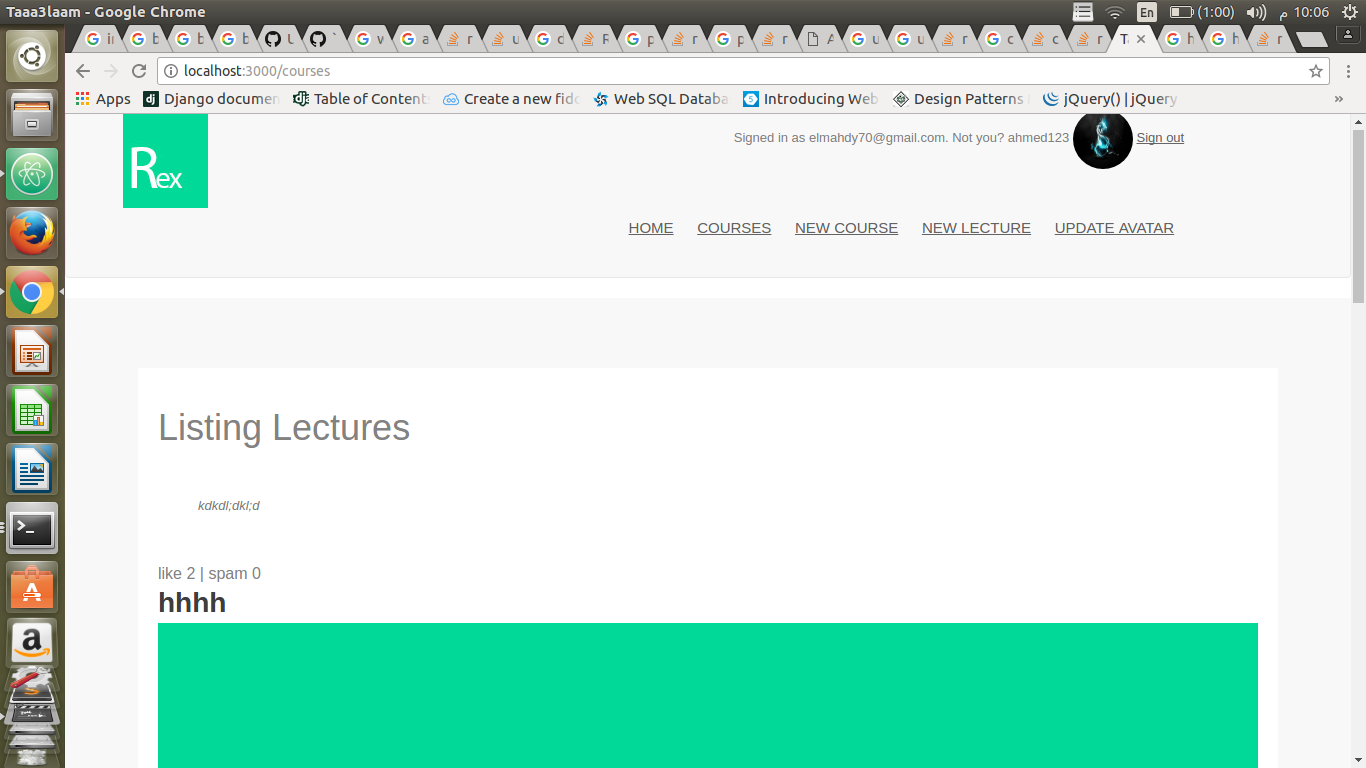 Taaa3laam - Google Chrome
En (1:00) 10:06 م
localhost:3000/courses
Apps Django documen Table of Content Create a new fidd Web SQL Databa Introducing Web Design Patterns jQuery() | jQuery »
Rex
Signed in as elmahdy70@gmail.com. Not you? ahmed123 Sign out
HOME COURSES NEW COURSE NEW LECTURE UPDATE AVATAR
Listing Lectures
kdkdl;dkl;d
like 2 | spam 0
hhhh